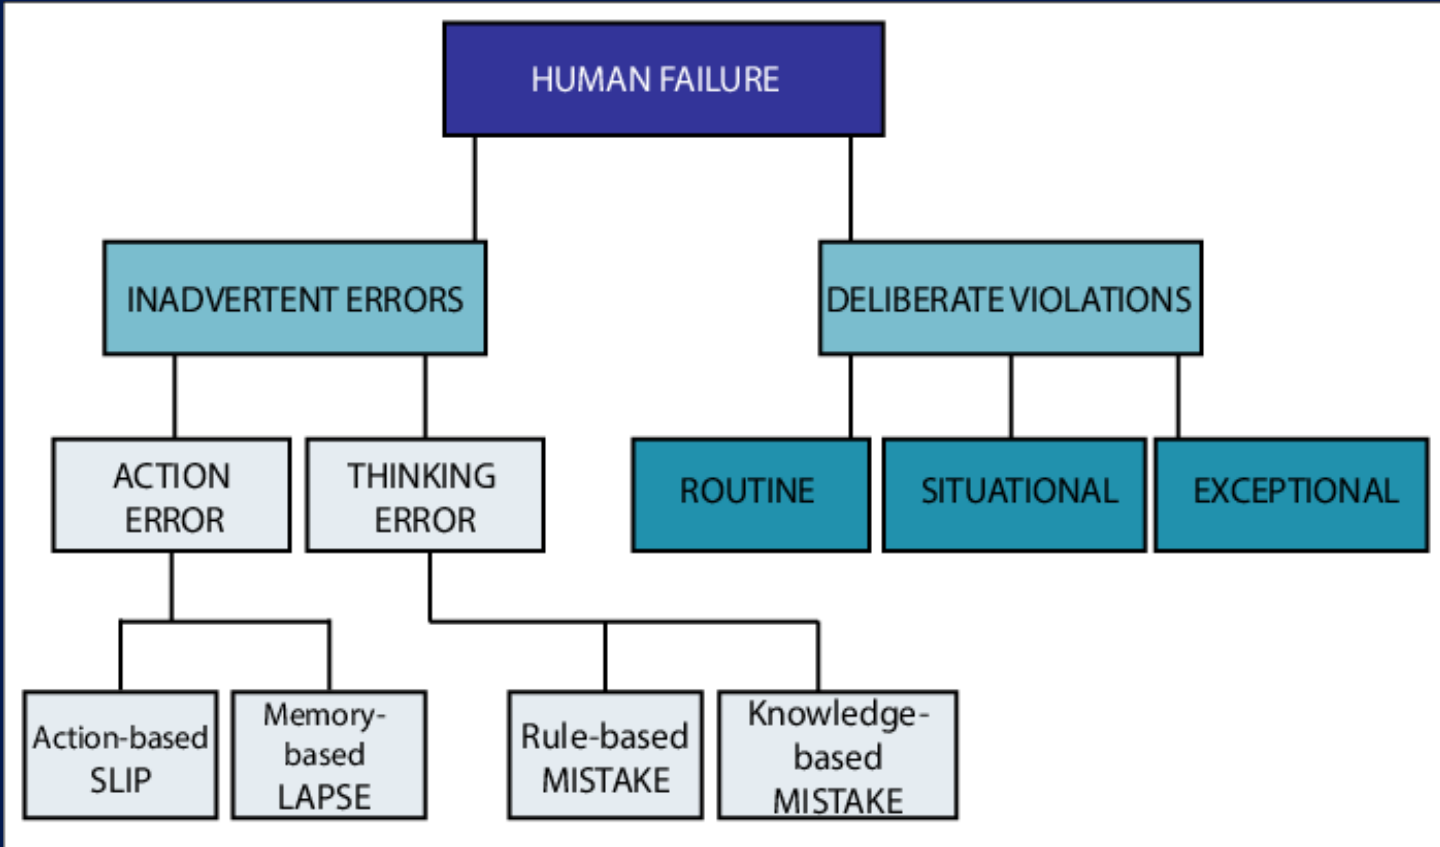 HUMAN FAILURE
INADVERTENT ERRORS
DELIBERATE VIOLATIONS
ACTION
ERROR
THINKING
ERROR
ROUTINE
SITUATIONAL
EXCEPTIONAL
Action-based
SLIP
Memory-
based
LAPSE
Rule-based
MISTAKE
Knowledge-
based
MISTAKE